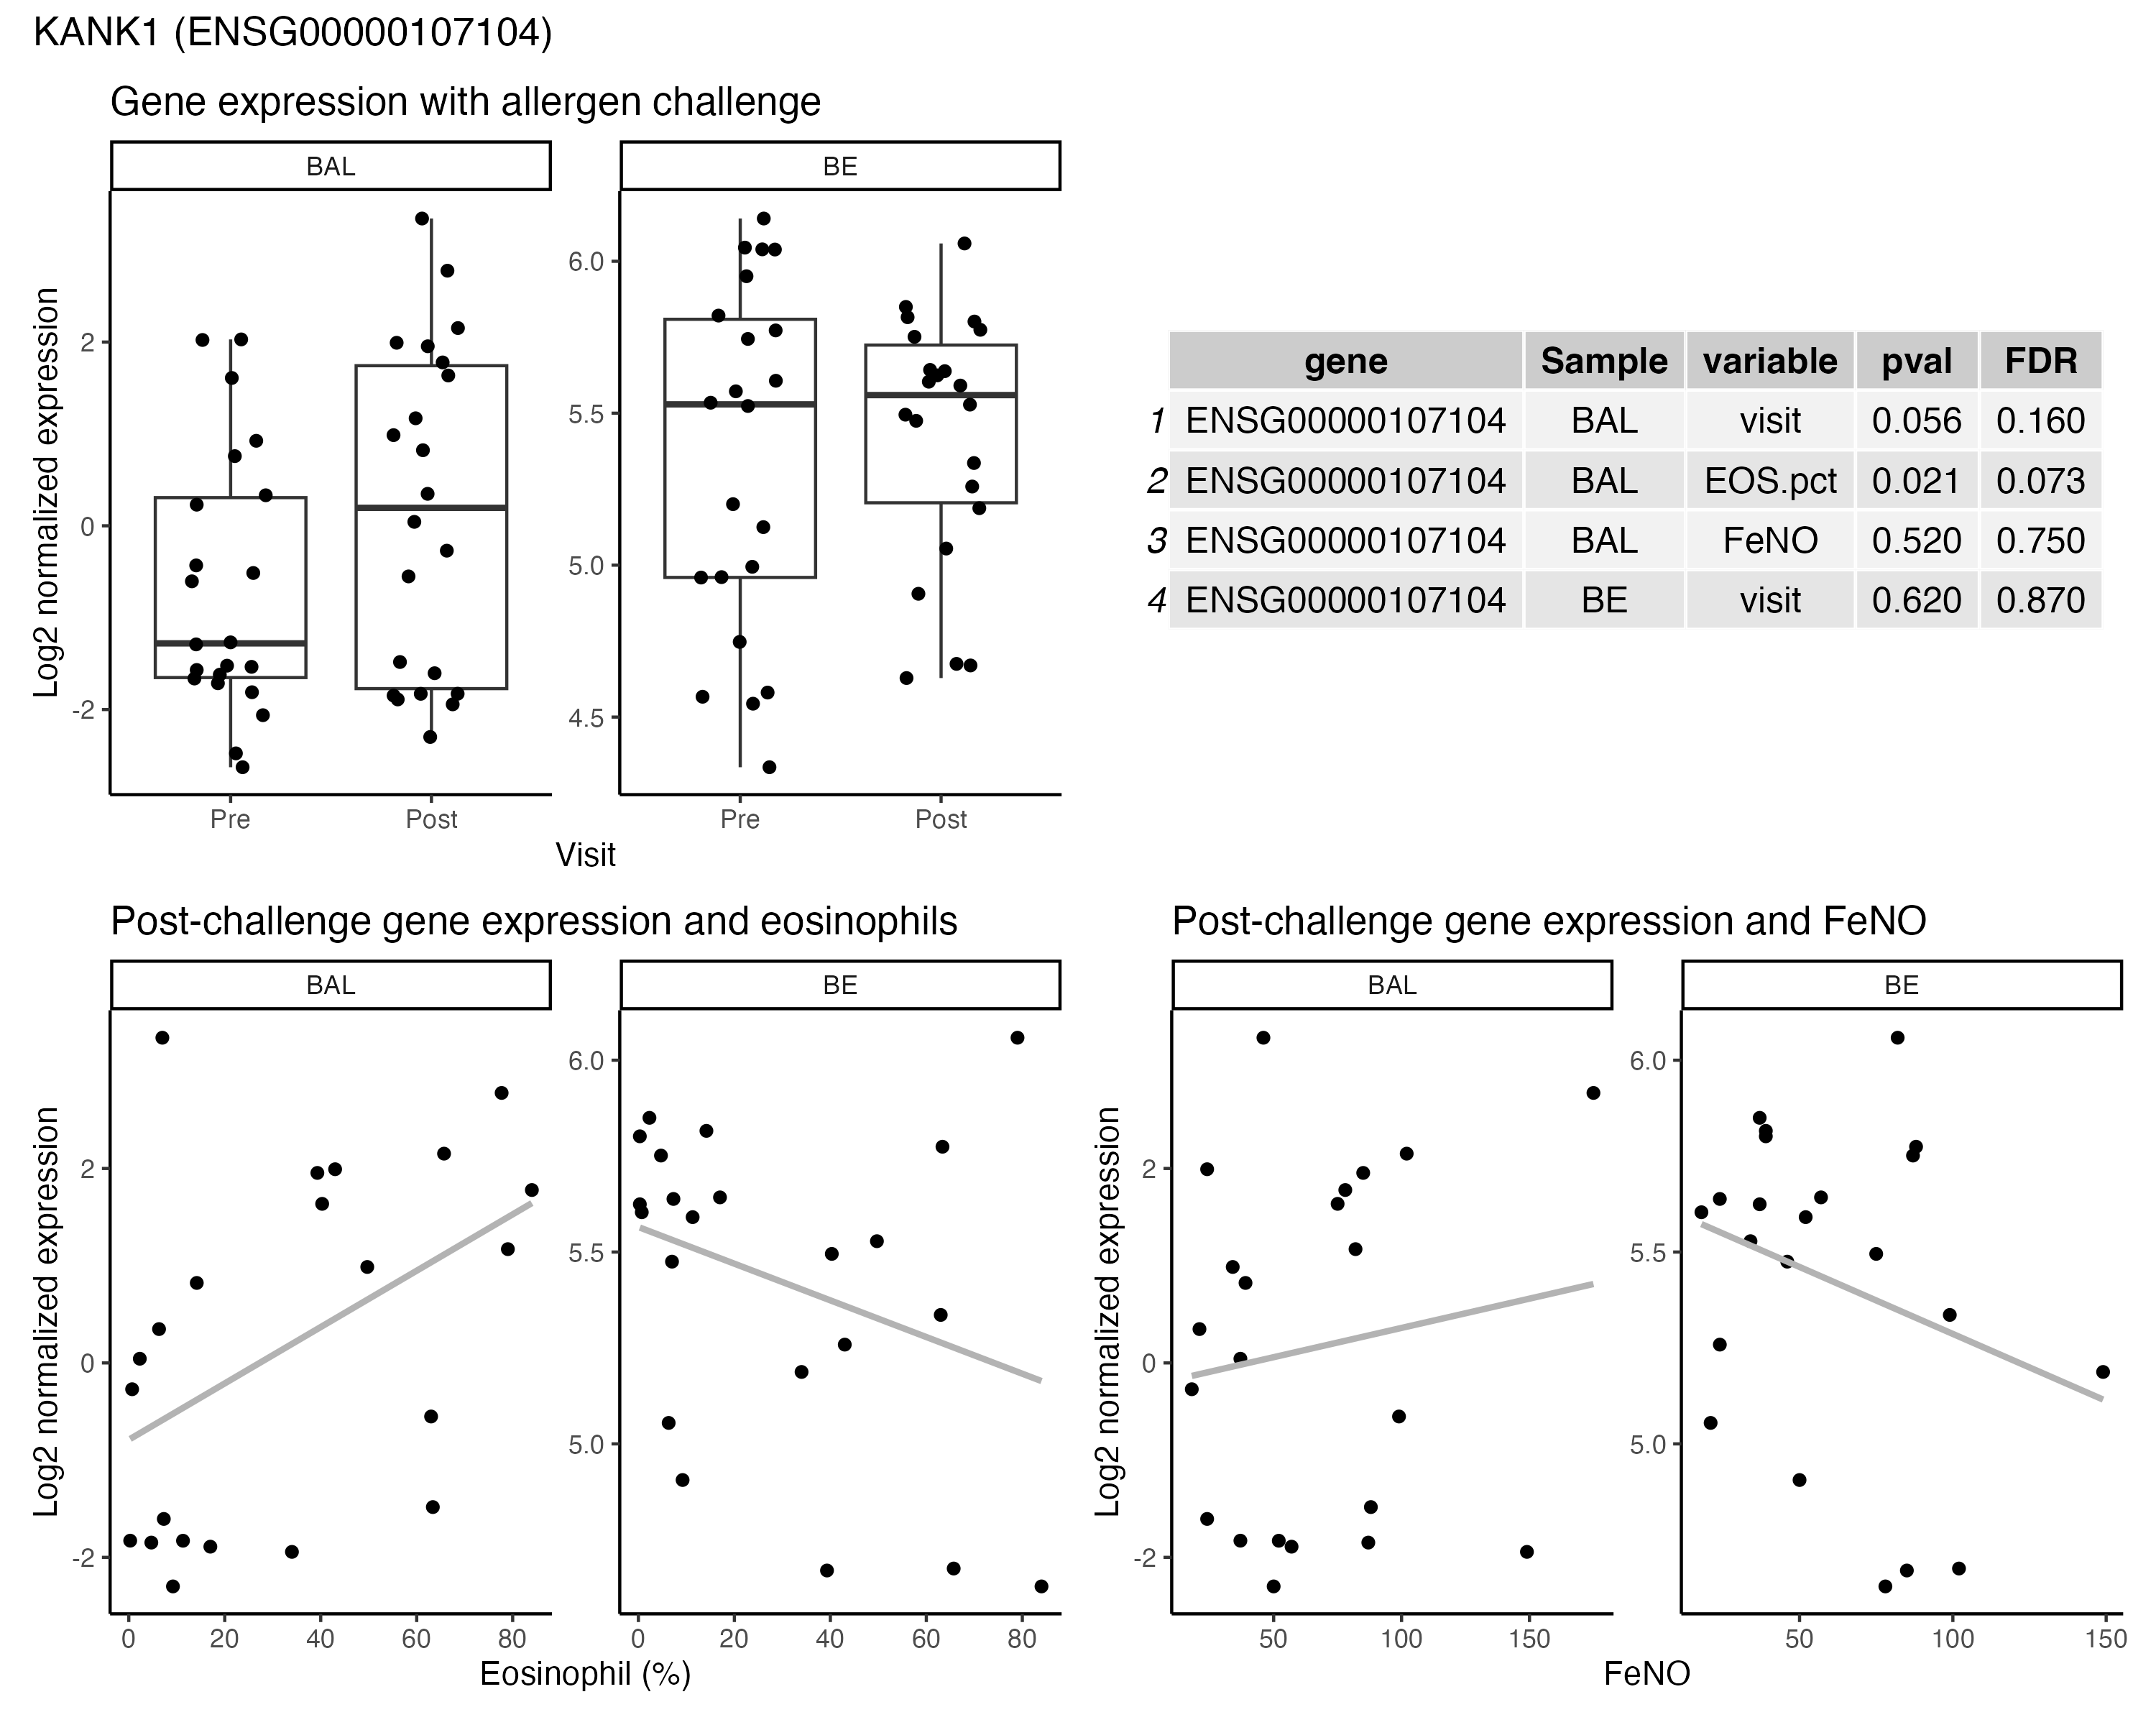 KANK1 (ENSG00000107104)
Gene expression with allergen challenge
BAL
BE
Log2 normalized expression
2
0
-2
6.0
5.5
5.0
4.5
Pre
Post
Pre
Post
Visit
gene Sample variable pval FDR
1 ENSG00000107104 BAL visit 0.056 0.160
2 ENSG00000107104 BAL EOS.pct 0.021 0.073
3 ENSG00000107104 BAL FeNO 0.520 0.750
4 ENSG00000107104 BE visit 0.620 0.870
Post-challenge gene expression and eosinophils
BAL
BE
Log2 normalized expression
2
0
-2
6.0
5.5
5.0
0 20 40 60 80
0 20 40 60 80
Eosinophil (%)
Post-challenge gene expression and FeNO
BAL
BE
Log2 normalized expression
2
0
-2
6.0
5.5
5.0
50 100 150
50 100 150
FeNO